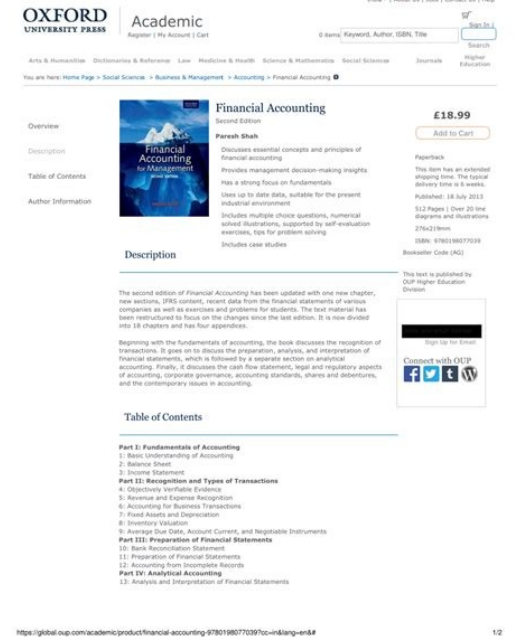 OXFORD
UNIVERSITY PRESS
Academic
Register | My Account | Cart
0 items
Keyword, Author, ISBN, Title
Sign In |
Search
Arts & Humanities Dictionaries & Reference Law Medicine & Health Science & Mathematics Social Sciences Journals Higher Education
You are here: Home Page > Social Sciences > Business & Management > Accounting > Financial Accounting
Overview
Description
Table of Contents
Author Information
Financial
Accounting
for Management
Financial Accounting
Second Edition
Paresh Shah
Discusses essential concepts and principles of
financial accounting
Provides management decision-making insights
Has a strong focus on fundamentals
Uses up to date data, suitable for the present
industrial environment
Includes multiple choice questions, numerical
solved illustrations, supported by self-evaluation
exercises, tips for problem solving
Includes case studies
£18.99
Add to Cart
Paperback
This item has an extended
shipping time. The typical
delivery time is 6 weeks.
Published: 18 July 2013
512 Pages | Over 20 line
diagrams and illustrations
276x219mm
ISBN: 9780198077039
Bookseller Code (AG)
This text is published by
OUP Higher Education
Division
Sign Up for Email
Connect with OUP
Description
The second edition of Financial Accounting has been updated with one new chapter,
new sections, IFRS content, recent data from the financial statements of various
companies as well as exercises and problems for students. The text material has
been restructured to focus on the changes since the last edition. It is now divided
into 18 chapters and has four appendices.
Beginning with the fundamentals of accounting, the book discusses the recognition of
transactions. It goes on to discuss the preparation, analysis, and interpretation of
financial statements, which is followed by a separate section on analytical
accounting. Finally, it discusses the cash flow statement, legal and regulatory aspects
of accounting, corporate governance, accounting standards, shares and debentures,
and the contemporary issues in accounting.
Table of Contents
Part I: Fundamentals of Accounting
1: Basic Understanding of Accounting
2: Balance Sheet
3: Income Statement
Part II: Recognition and Types of Transactions
4: Objectively Verifiable Evidence
5: Revenue and Expense Recognition
6: Accounting for Business Transactions
7: Fixed Assets and Depreciation
8: Inventory Valuation
9: Average Due Date, Account Current, and Negotiable Instruments
Part III: Preparation of Financial Statements
10: Bank Reconciliation Statement
11: Preparation of Financial Statements
12: Accounting from Incomplete Records
Part IV: Analytical Accounting
13: Analysis and Interpretation of Financial Statements
https://global.oup.com/academic/product/financial-accounting-9780198077039?cc=in&lang=en&#
1/2